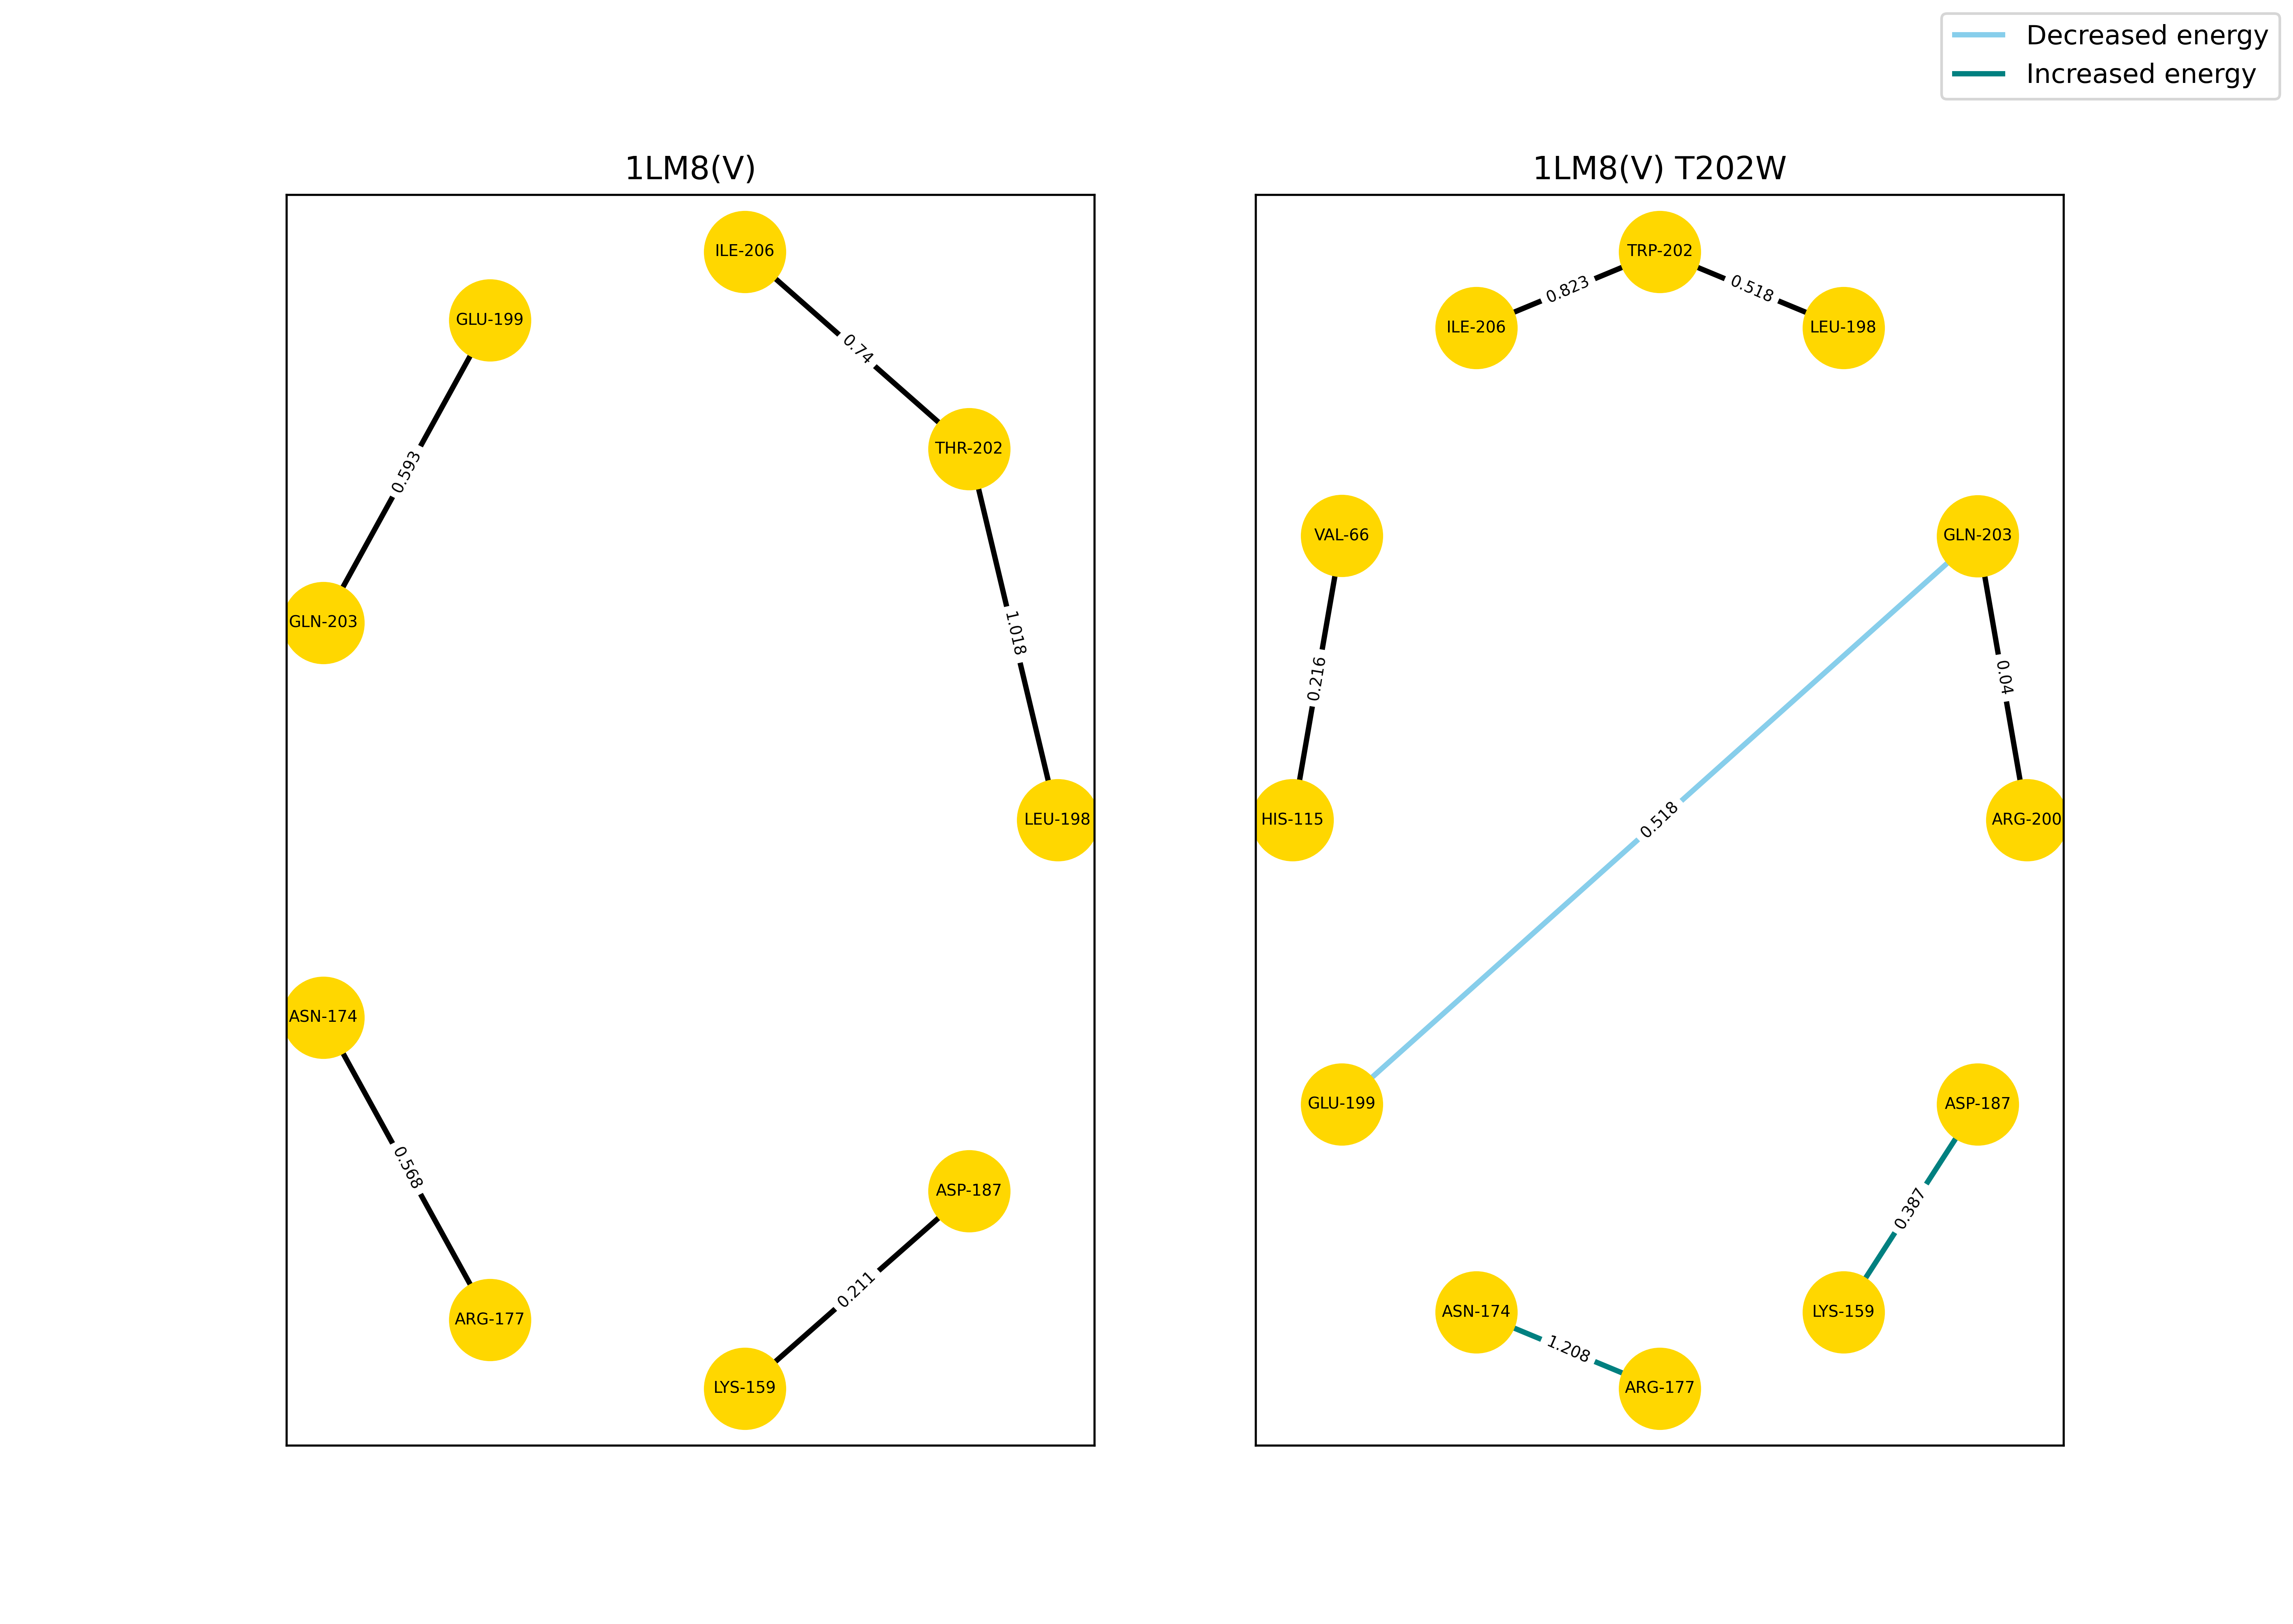 Decreased energy
Increased energy
1LM8(V)
ILE-206
GLU-199
0.74
THR-202
0.593
GLN-203
1.018
LEU-198
ASN-174
0.568
ASP-187
0.211
ARG-177
LYS-159
1LM8(V) T202W
TRP-202
0.823
0.518
ILE-206
LEU-198
VAL-66
GLN-203
0.216
0.04
HIS-115
0.518
ARG-200
GLU-199
ASP-187
0.387
ASN-174
LYS-159
1.208
ARG-177